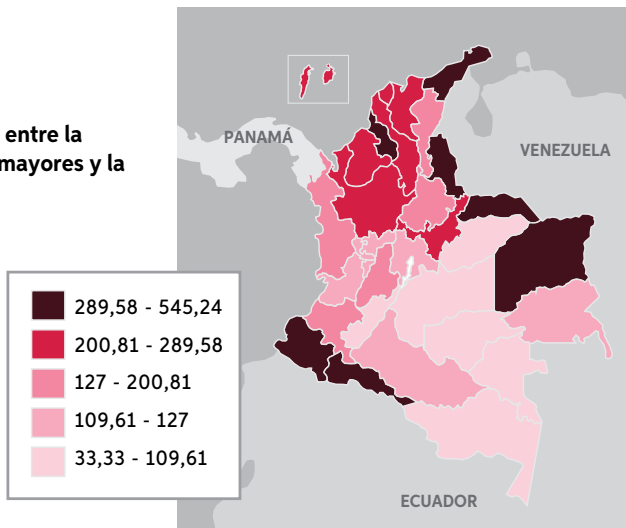 entre la
mayores y la
PANAMÁ
VENEZUELA
289,58 - 545,24
200,81 - 289,58
127 - 200,81
109,61 - 127
33,33 - 109,61
ECUADOR